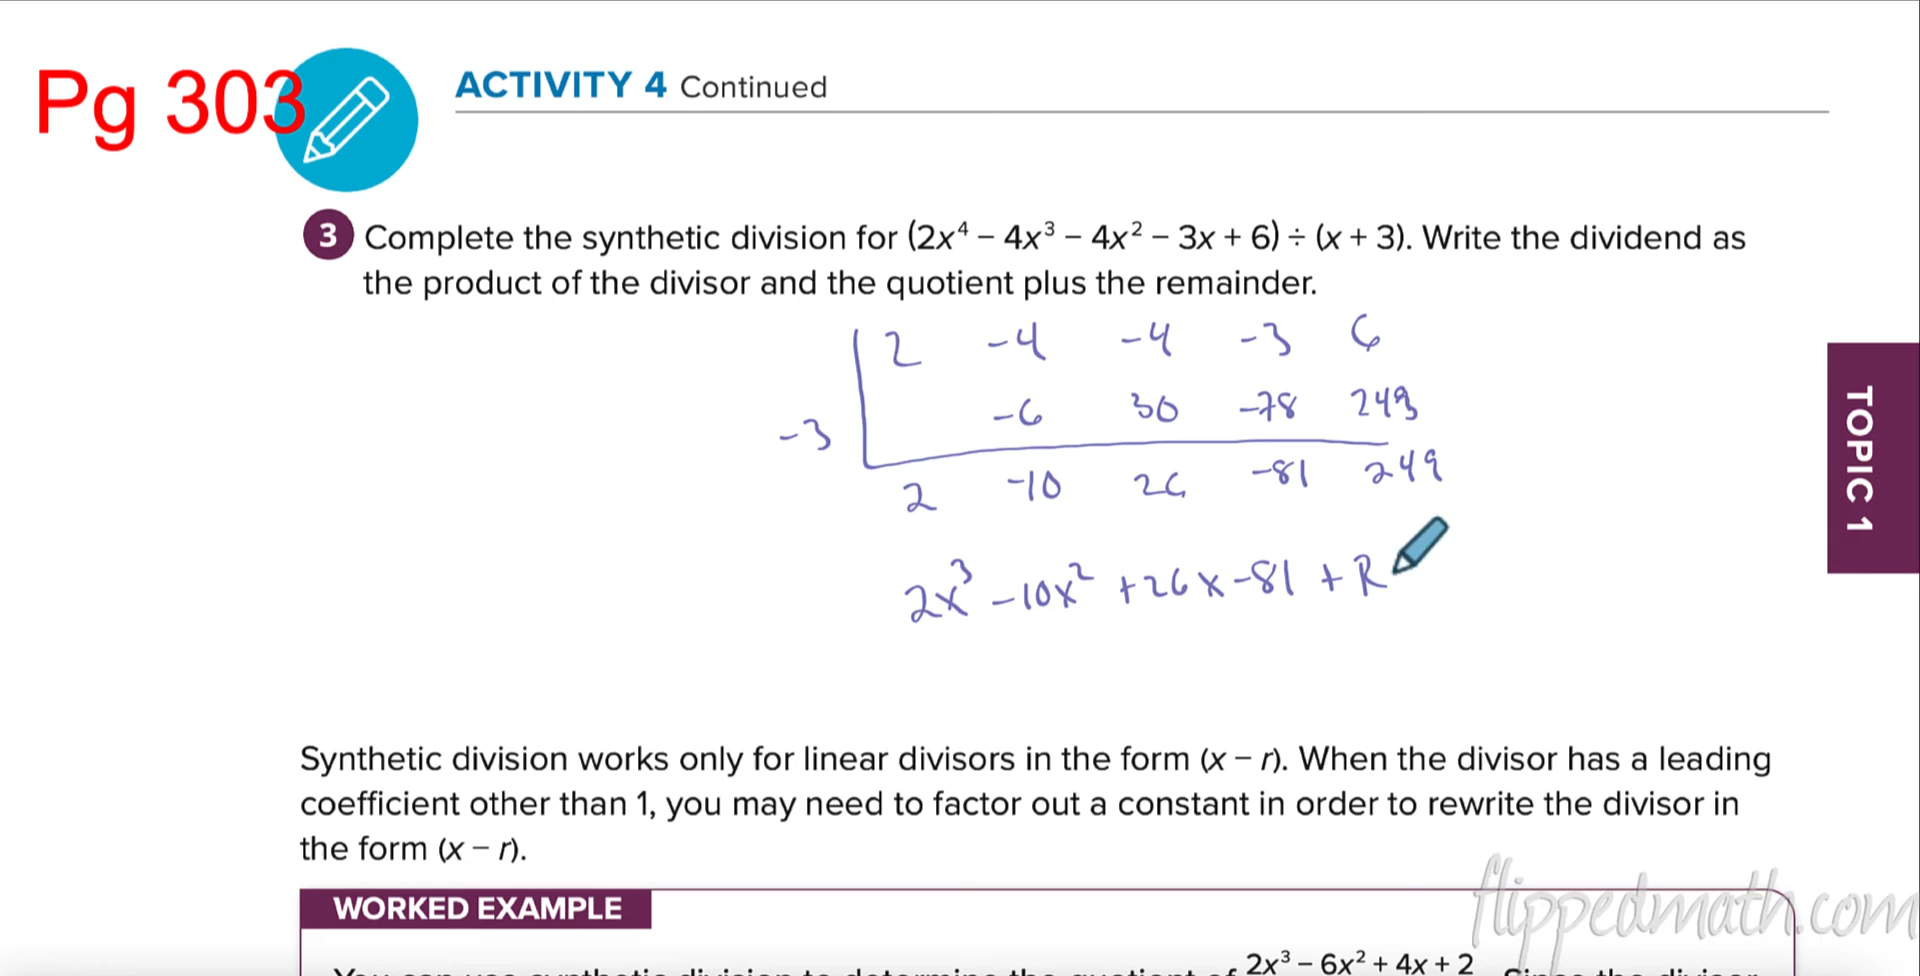 Pg 303
ACTIVITY 4 Continued
3 Complete the synthetic division for (2x⁴ – 4x³ – 4x² – 3x + 6) ÷ (x + 3). Write the dividend as
the product of the divisor and the quotient plus the remainder.
2 -4 -4 -3 6
-6 30 -78 243
-3
2 -10 26 -81 249
2x³ -10x² +26x -81 + R
TOPIC 1
Synthetic division works only for linear divisors in the form (x – r). When the divisor has a leading
coefficient other than 1, you may need to factor out a constant in order to rewrite the divisor in
the form (x – r).
WORKED EXAMPLE
flippedmath.com
2x³ – 6x² + 4x + 2